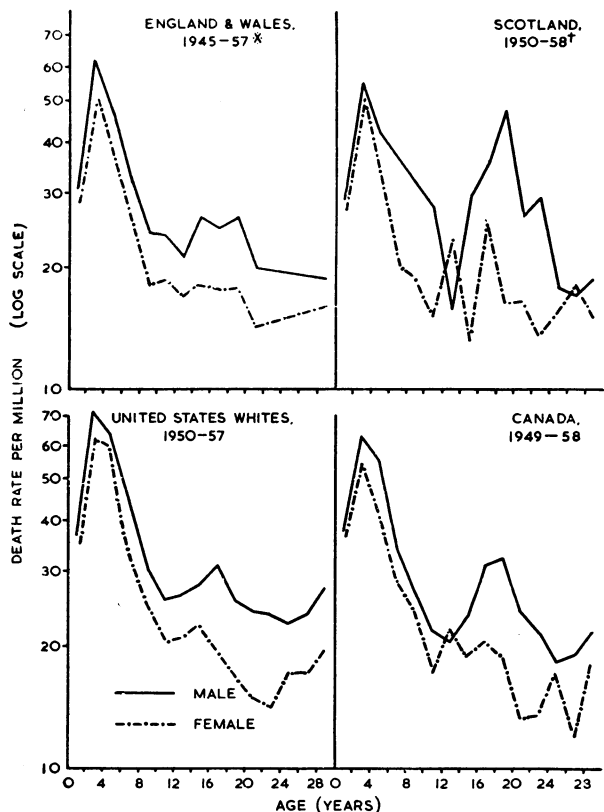 ENGLAND & WALES,
1945-57*
SCOTLAND,
1950-58†
70
60
50
40
30
20
10
UNITED STATES WHITES,
1950-57
CANADA,
1949-58
70
60
50
40
30
20
10
MALE
FEMALE
DEATH RATE PER MILLION (LOG SCALE)
0 4 8 12 16 20 24 28 0 4 8 12 16 20
AGE (YEARS)